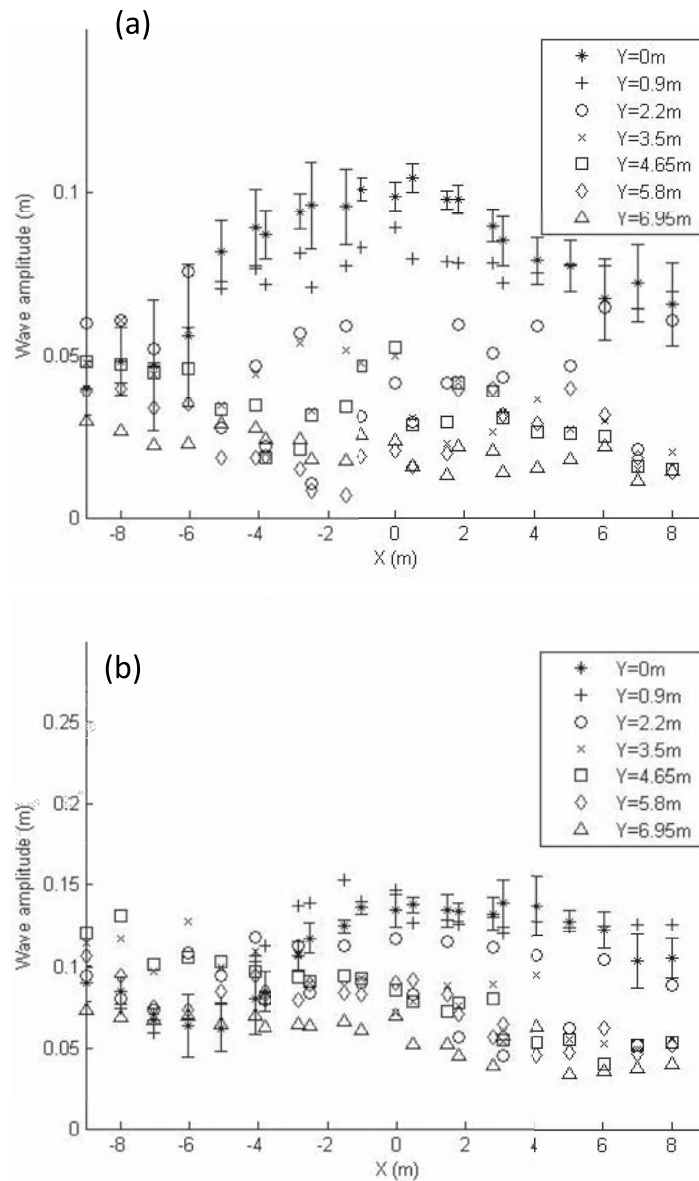 (a)
Y=0m
Y=0.9m
Y=2.2m
Y=3.5m
Y=4.65m
Y=5.8m
Y=6.95m
Wave amplitude (m)
0.1
0.05
0
-8 -6 -4 -2 0 2 4 6 8
X (m)
(b)
Y=0m
Y=0.9m
Y=2.2m
Y=3.5m
Y=4.65m
Y=5.8m
Y=6.95m
Wave amplitude (m)
0.25
0.2
0.15
0.1
0.05
0
-8 -6 -4 -2 0 2 4 6 8
X (m)